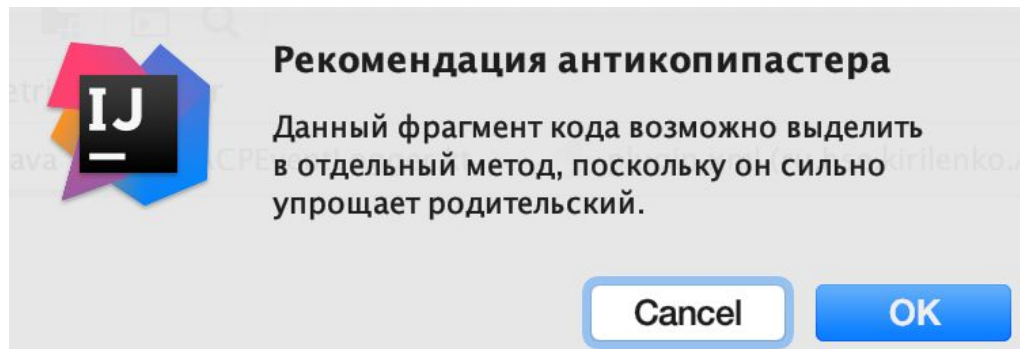 IJ
Рекомендация антикопипастера
Данный фрагмент кода возможно выделить
в отдельный метод, поскольку он сильно
упрощает родительский.
Cancel OK